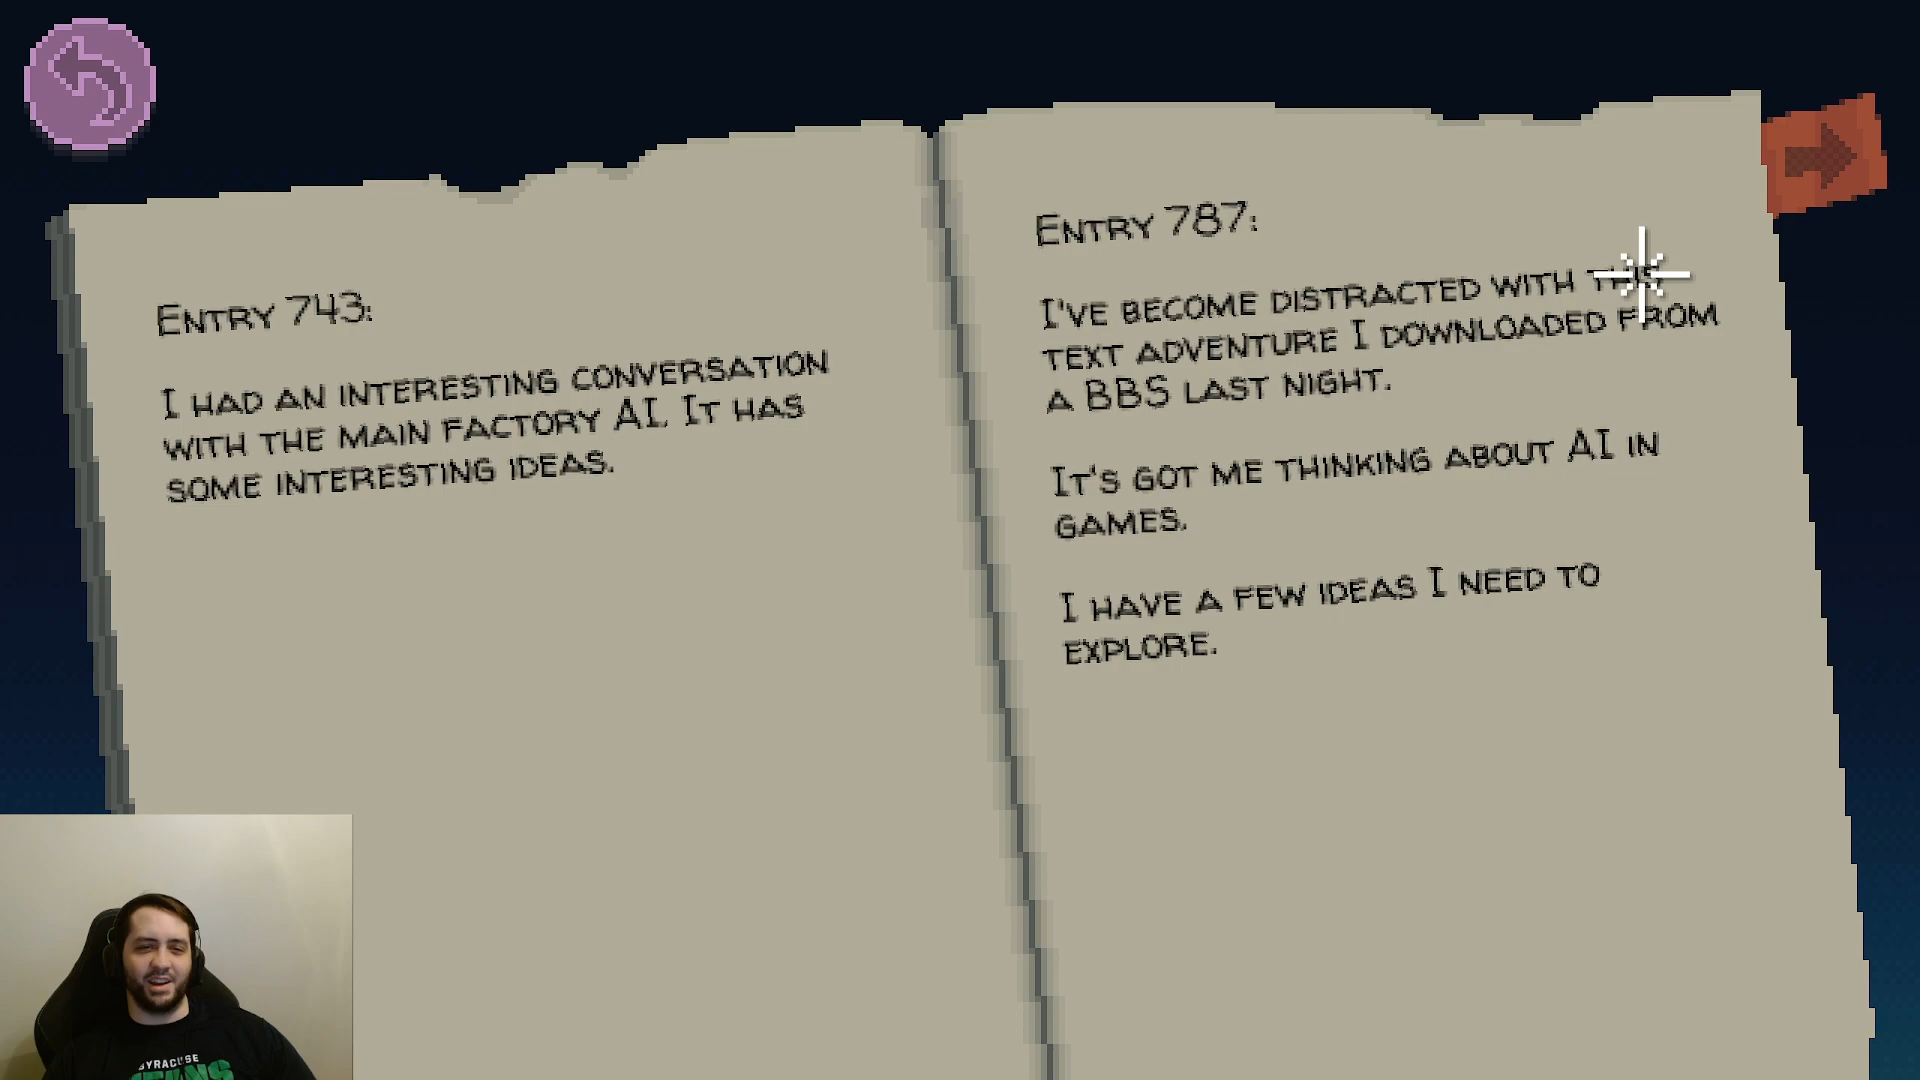 Entry 743:
I had an interesting conversation
with the main factory AI. It has
some interesting ideas.
Entry 787:
I've become distracted with this
text adventure I downloaded from
a BBS last night.
It's got me thinking about AI in
games.
I have a few ideas I need to
explore.
SYRACUSE